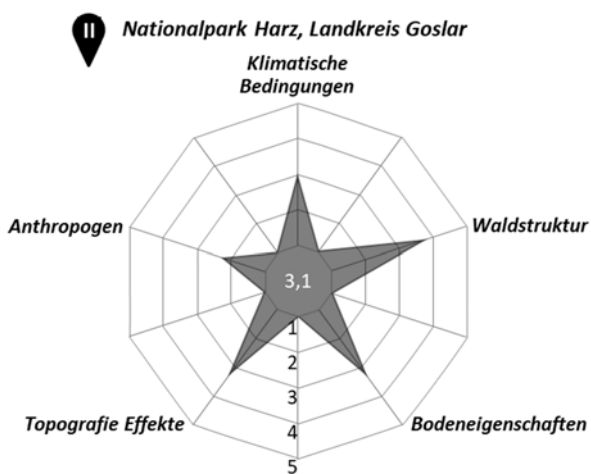 II
Nationalpark Harz, Landkreis Goslar
Klimatische
Bedingungen
Anthropogen
Waldstruktur
3,1
1
2
3
4
5
Topografie Effekte
Bodeneigenschaften